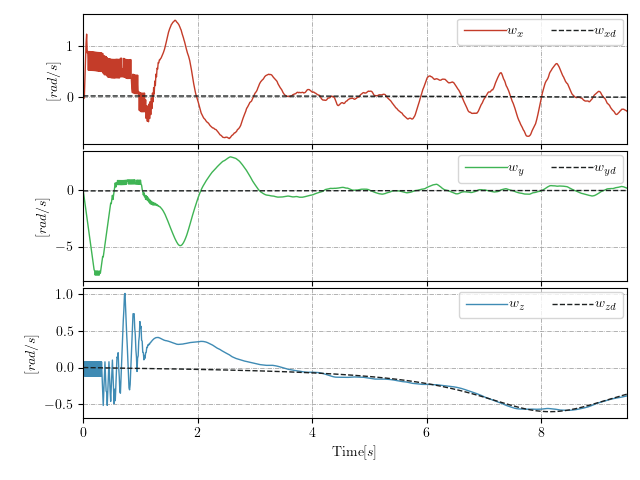 w_x w_xd
1
0
[rad/s]
w_y w_yd
0
−5
[rad/s]
w_z w_zd
1.0
0.5
0.0
−0.5
[rad/s]
0 2 4 6 8
Time[s]